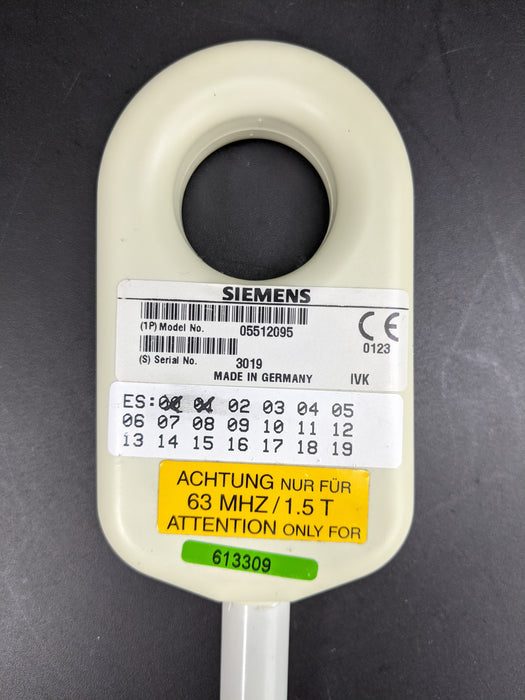 SIEMENS
(1P) Model No. 05512095
CE
0123
(S) Serial No. 3019
MADE IN GERMANY IVK
ES: 00 01 02 03 04 05
06 07 08 09 10 11 12
13 14 15 16 17 18 19
ACHTUNG NUR FÜR
63 MHZ/1.5 T
ATTENTION ONLY FOR
613309